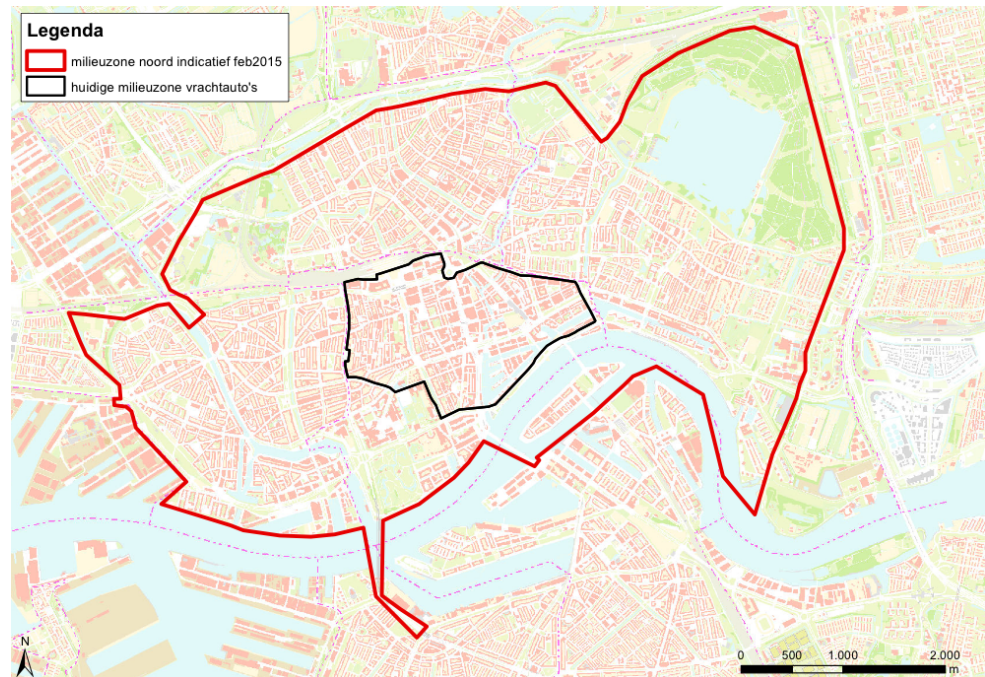 Legenda
milieuzone noord indicatief feb2015
huidige milieuzone vrachtauto's
N
0 500 1.000 2.000
m